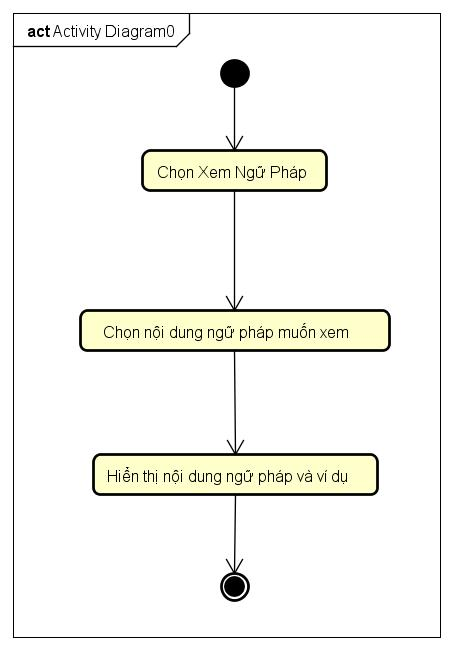 act Activity Diagram0
Chọn Xem Ngữ Pháp
Chọn nội dung ngữ pháp muốn xem
Hiển thị nội dung ngữ pháp và ví dụ